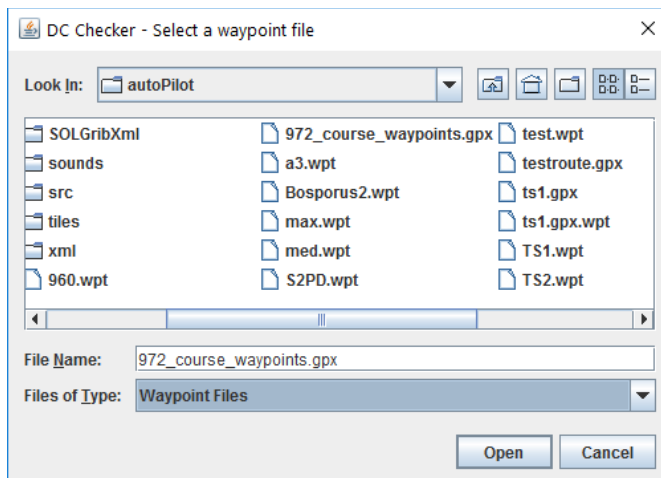 DC Checker - Select a waypoint file
Look In: autoPilot
SOLGribXml 972_course_waypoints.gpx test.wpt
sounds a3.wpt testroute.gpx
src Bosporus2.wpt ts1.gpx
tiles max.wpt ts1.gpx.wpt
xml med.wpt TS1.wpt
960.wpt S2PD.wpt TS2.wpt
File Name: 972_course_waypoints.gpx
Files of Type: Waypoint Files
Open Cancel